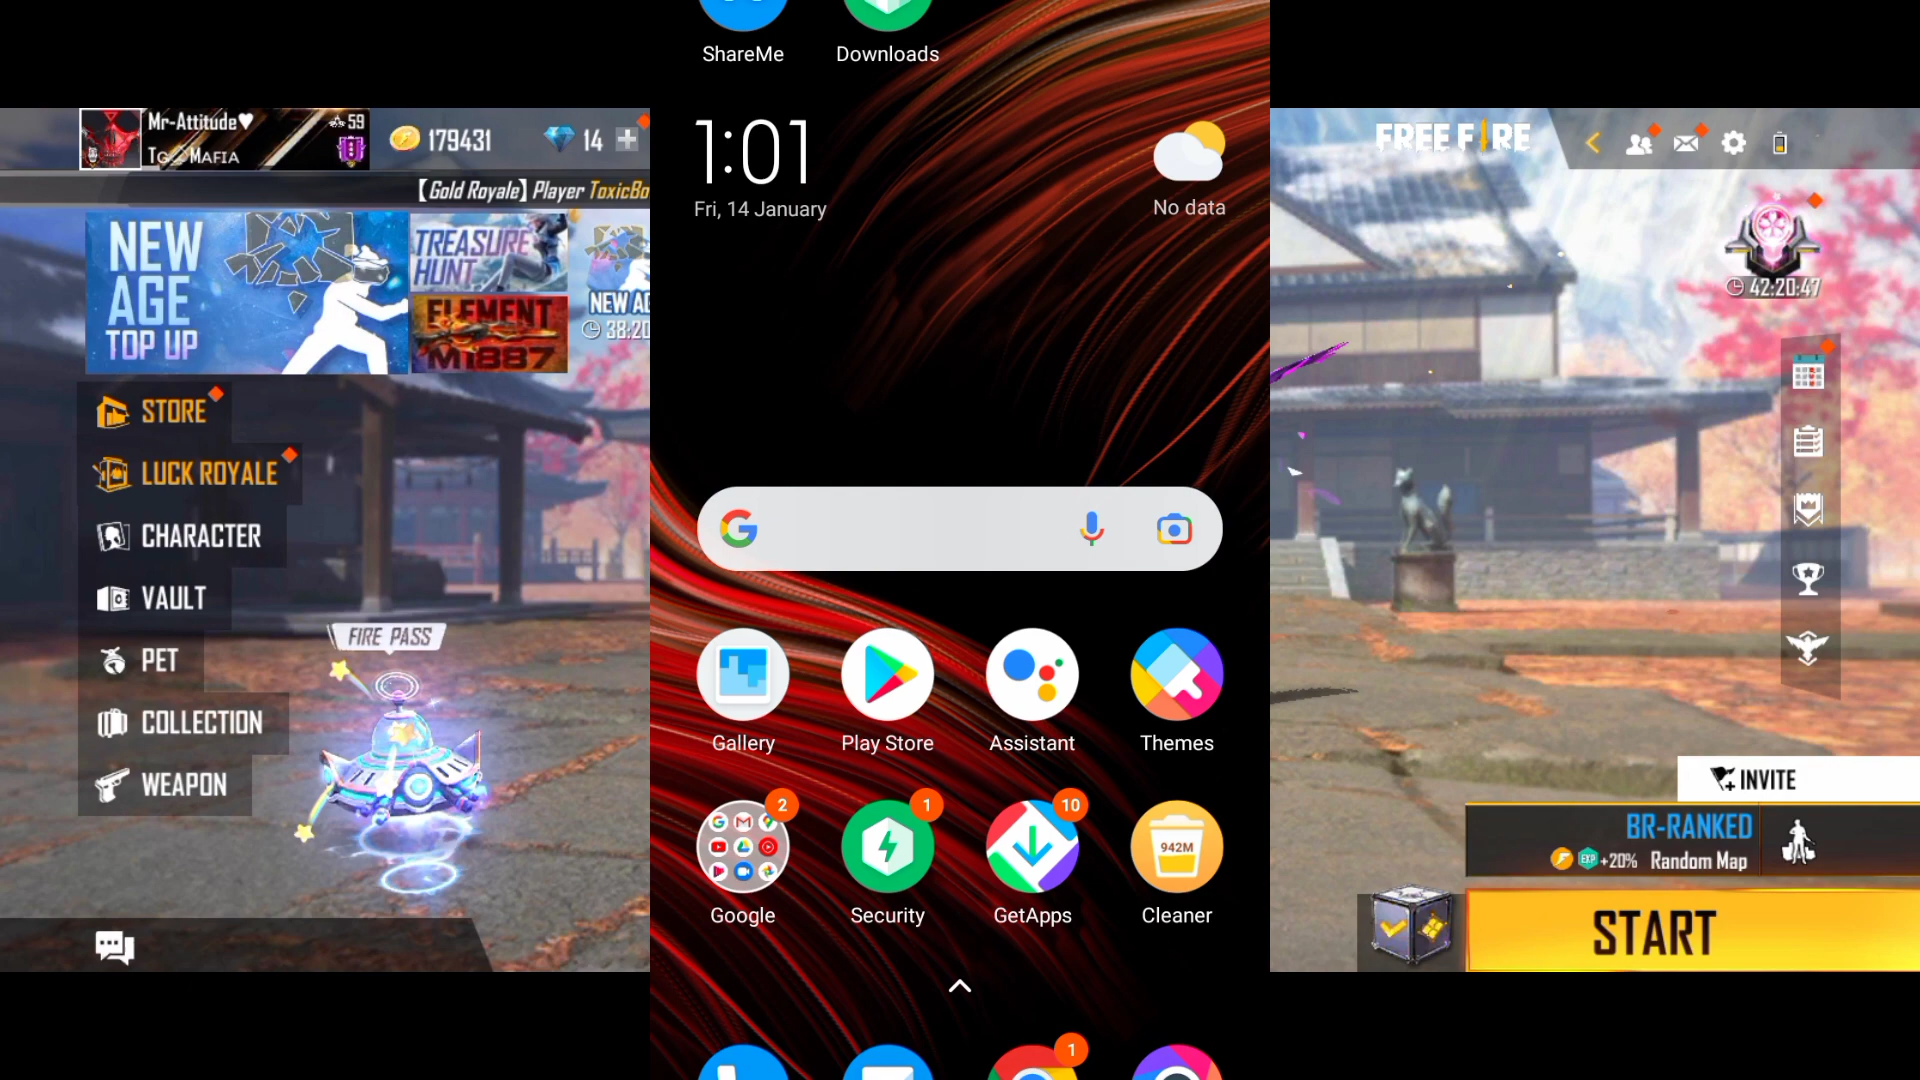 Mr-Attitude♥
59
TG MAFIA
179431
14
【Gold Royale】Player ToxicBo
NEW
AGE
TOP UP
TREASURE
HUNT
ELEMENT
M1887
NEW AG
38:20
STORE
LUCK ROYALE
CHARACTER
VAULT
PET
COLLECTION
WEAPON
FIRE PASS
ShareMe
Downloads
1:01
Fri, 14 January
No data
Gallery
Play Store
Assistant
Themes
2
1
10
942M
Google
Security
GetApps
Cleaner
1
FREE FIRE
42:20:47
INVITE
BR-RANKED
EXP +20% Random Map
START